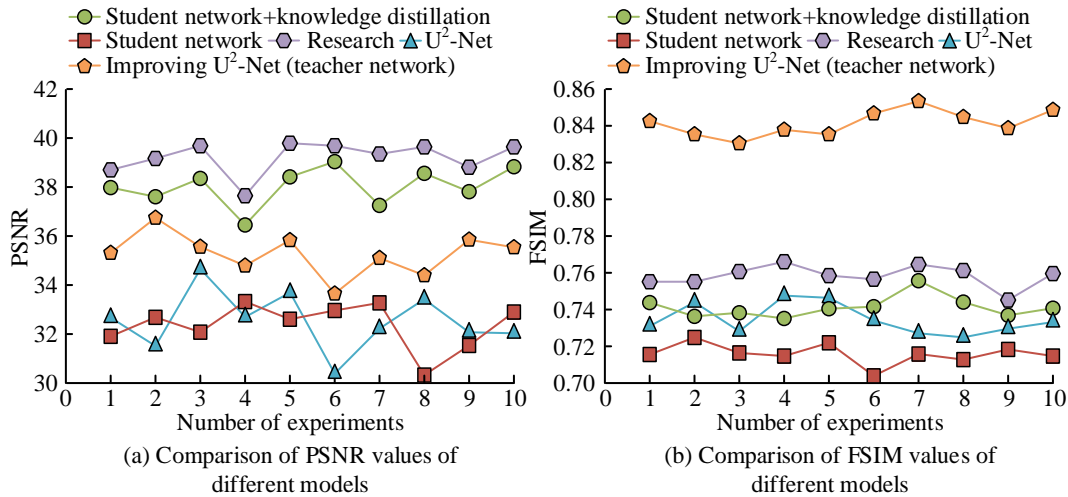 Student network+knowledge distillation
Student network Research U²-Net
Improving U²-Net (teacher network)
42
40
38
36
34
32
30
PSNR
0 1 2 3 4 5 6 7 8 9 10
Number of experiments
(a) Comparison of PSNR values of
different models
Student network+knowledge distillation
Student network Research U²-Net
Improving U²-Net (teacher network)
0.86
0.84
0.82
0.80
0.78
0.76
0.74
0.72
0.70
FSIM
0 1 2 3 4 5 6 7 8 9 10
Number of experiments
(b) Comparison of FSIM values of
different models